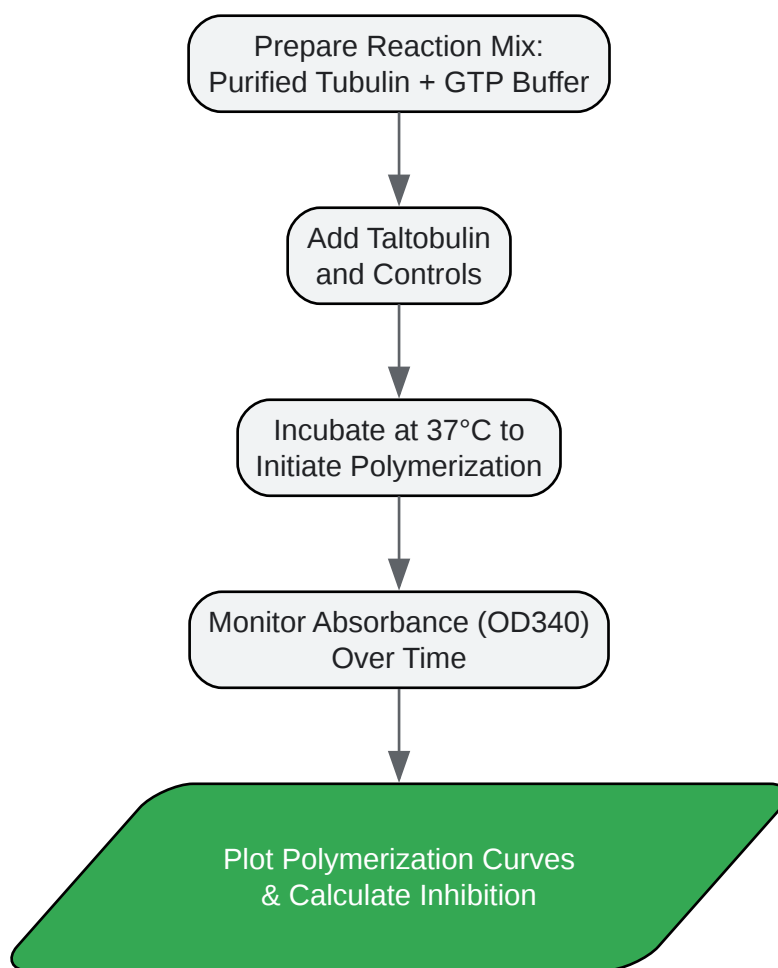 Prepare Reaction Mix:
Purified Tubulin + GTP Buffer
Add Taltobulin
and Controls
Incubate at 37°C to
Initiate Polymerization
Monitor Absorbance (OD340)
Over Time
Plot Polymerization Curves
& Calculate Inhibition